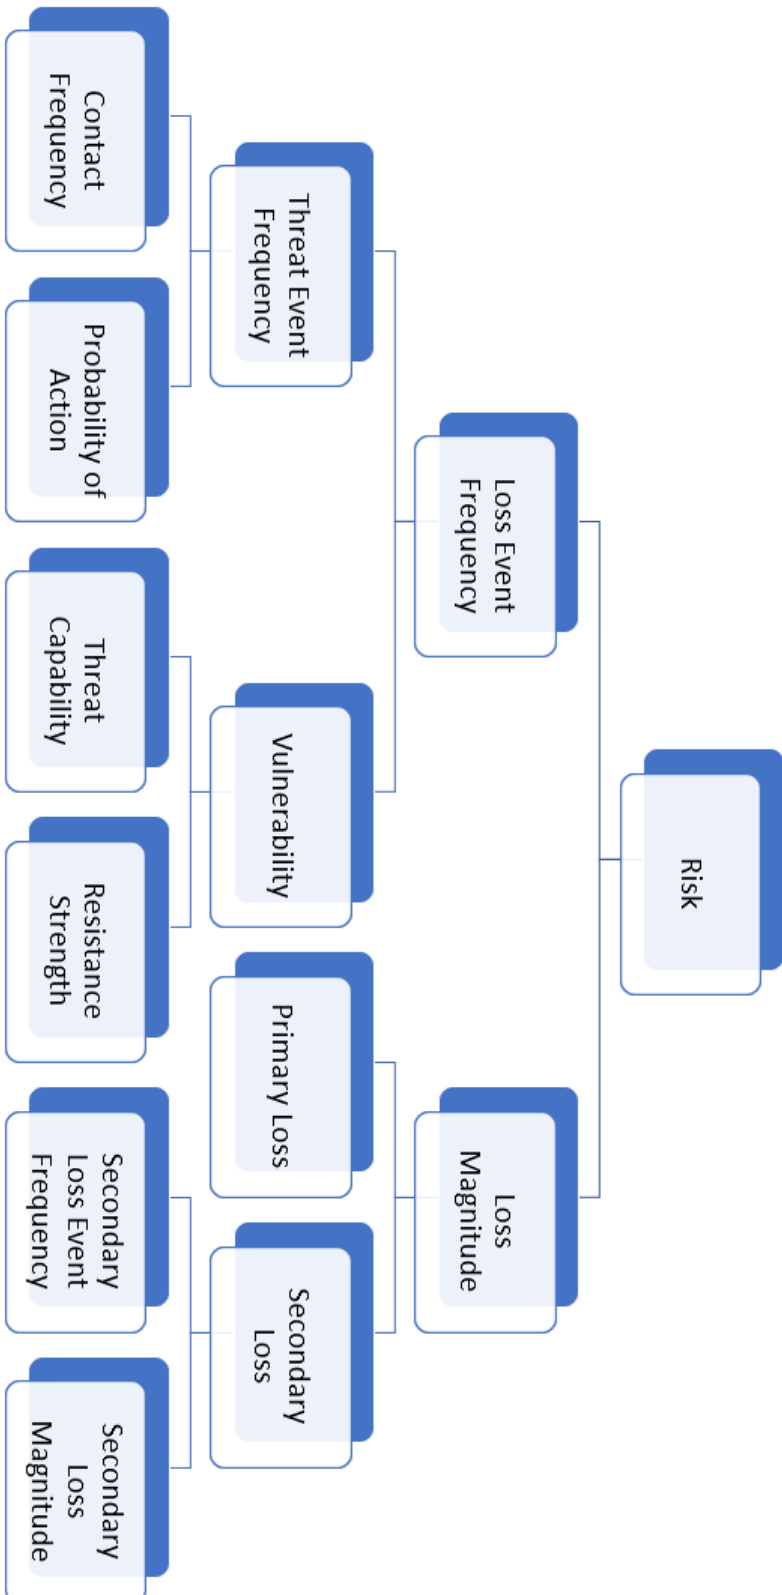 Risk
Loss Event
Frequency
Loss
Magnitude
Threat Event
Frequency
Vulnerability
Primary Loss
Secondary
Loss
Contact
Frequency
Probability of
Action
Threat
Capability
Resistance
Strength
Secondary
Loss Event
Frequency
Secondary
Loss
Magnitude